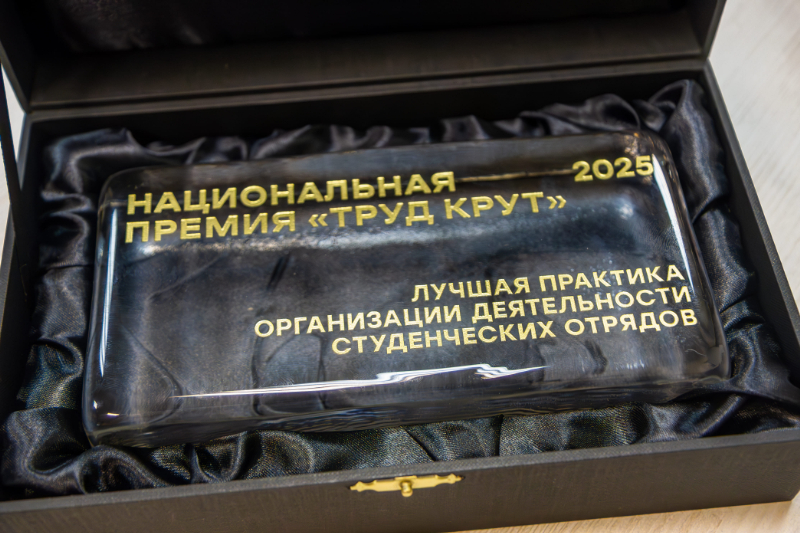 НАЦИОНАЛЬНАЯ 2025
ПРЕМИЯ «ТРУД КРУТ»
ЛУЧШАЯ ПРАКТИКА
ОРГАНИЗАЦИИ ДЕЯТЕЛЬНОСТИ
СТУДЕНЧЕСКИХ ОТРЯДОВ